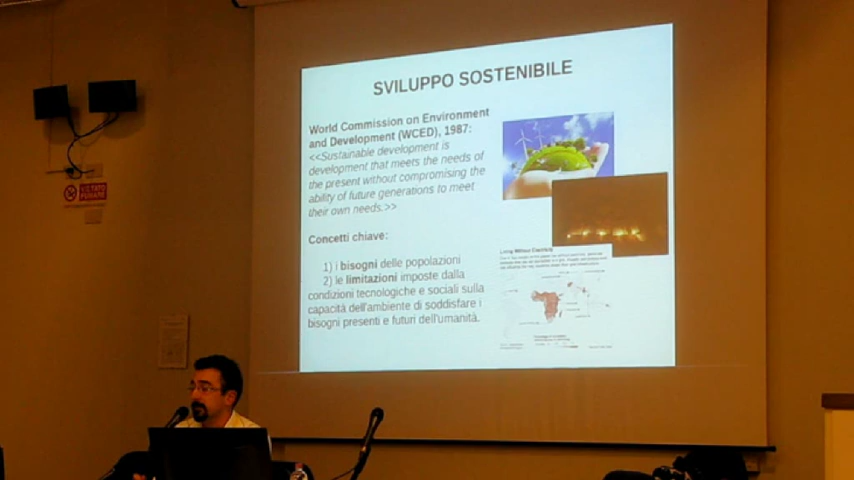 SVILUPPO SOSTENIBILE
World Commission on Environment
and Development (WCED), 1987:
<<Sustainable development is
development that meets the needs of
the present without compromising the
ability of future generations to meet
their own needs.>>
Concetti chiave:
1) i bisogni delle popolazioni
2) le limitazioni imposte dalla
condizioni tecnologiche e sociali sulla
capacità dell'ambiente di soddisfare i
bisogni presenti e futuri dell'umanità.
Living Without Electricity
VIETATO
FUMARE